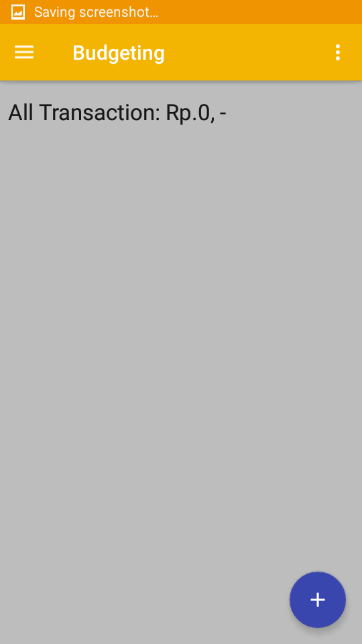 Saving screenshot...
Budgeting
All Transaction: Rp.0, -